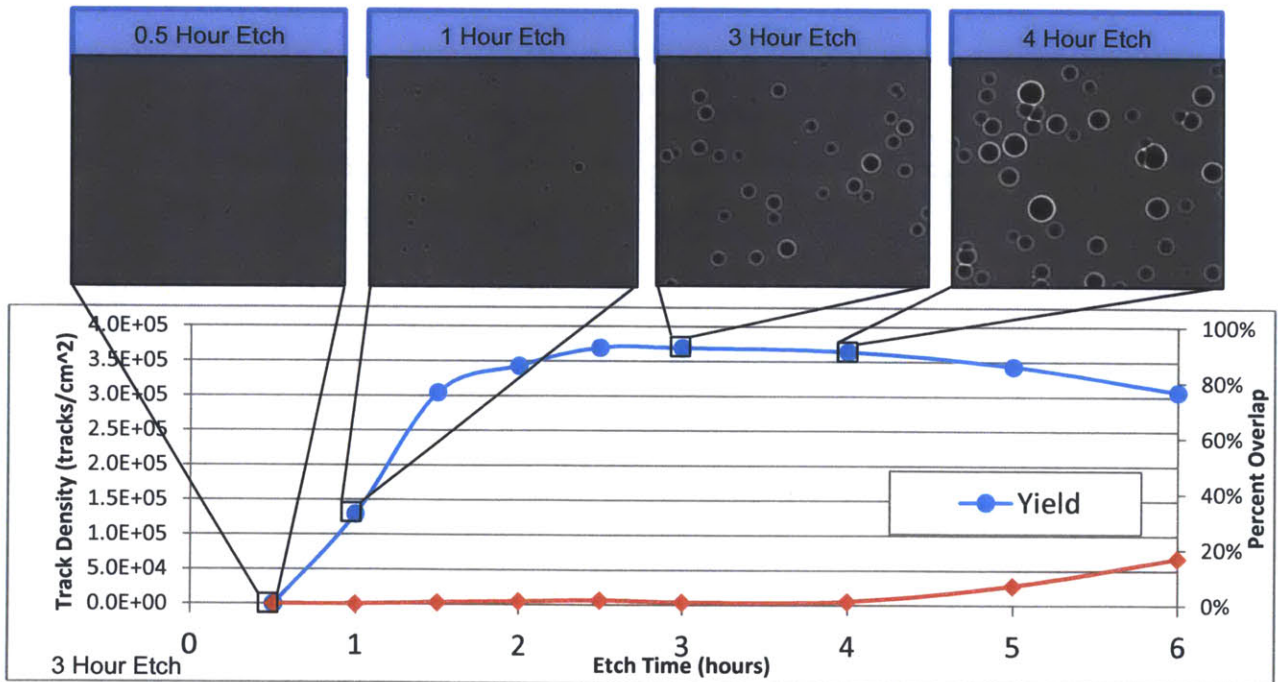 0.5 Hour Etch
1 Hour Etch
3 Hour Etch
4 Hour Etch
4.0E+05
3.5E+05
3.0E+05
2.5E+05
2.0E+05
1.5E+05
1.0E+05
5.0E+04
0.0E+00
Track Density (tracks/cm^2)
100%
80%
60%
40%
20%
0%
Percent Overlap
Yield
0 1 2 3 4 5 6
3 Hour Etch
Etch Time (hours)